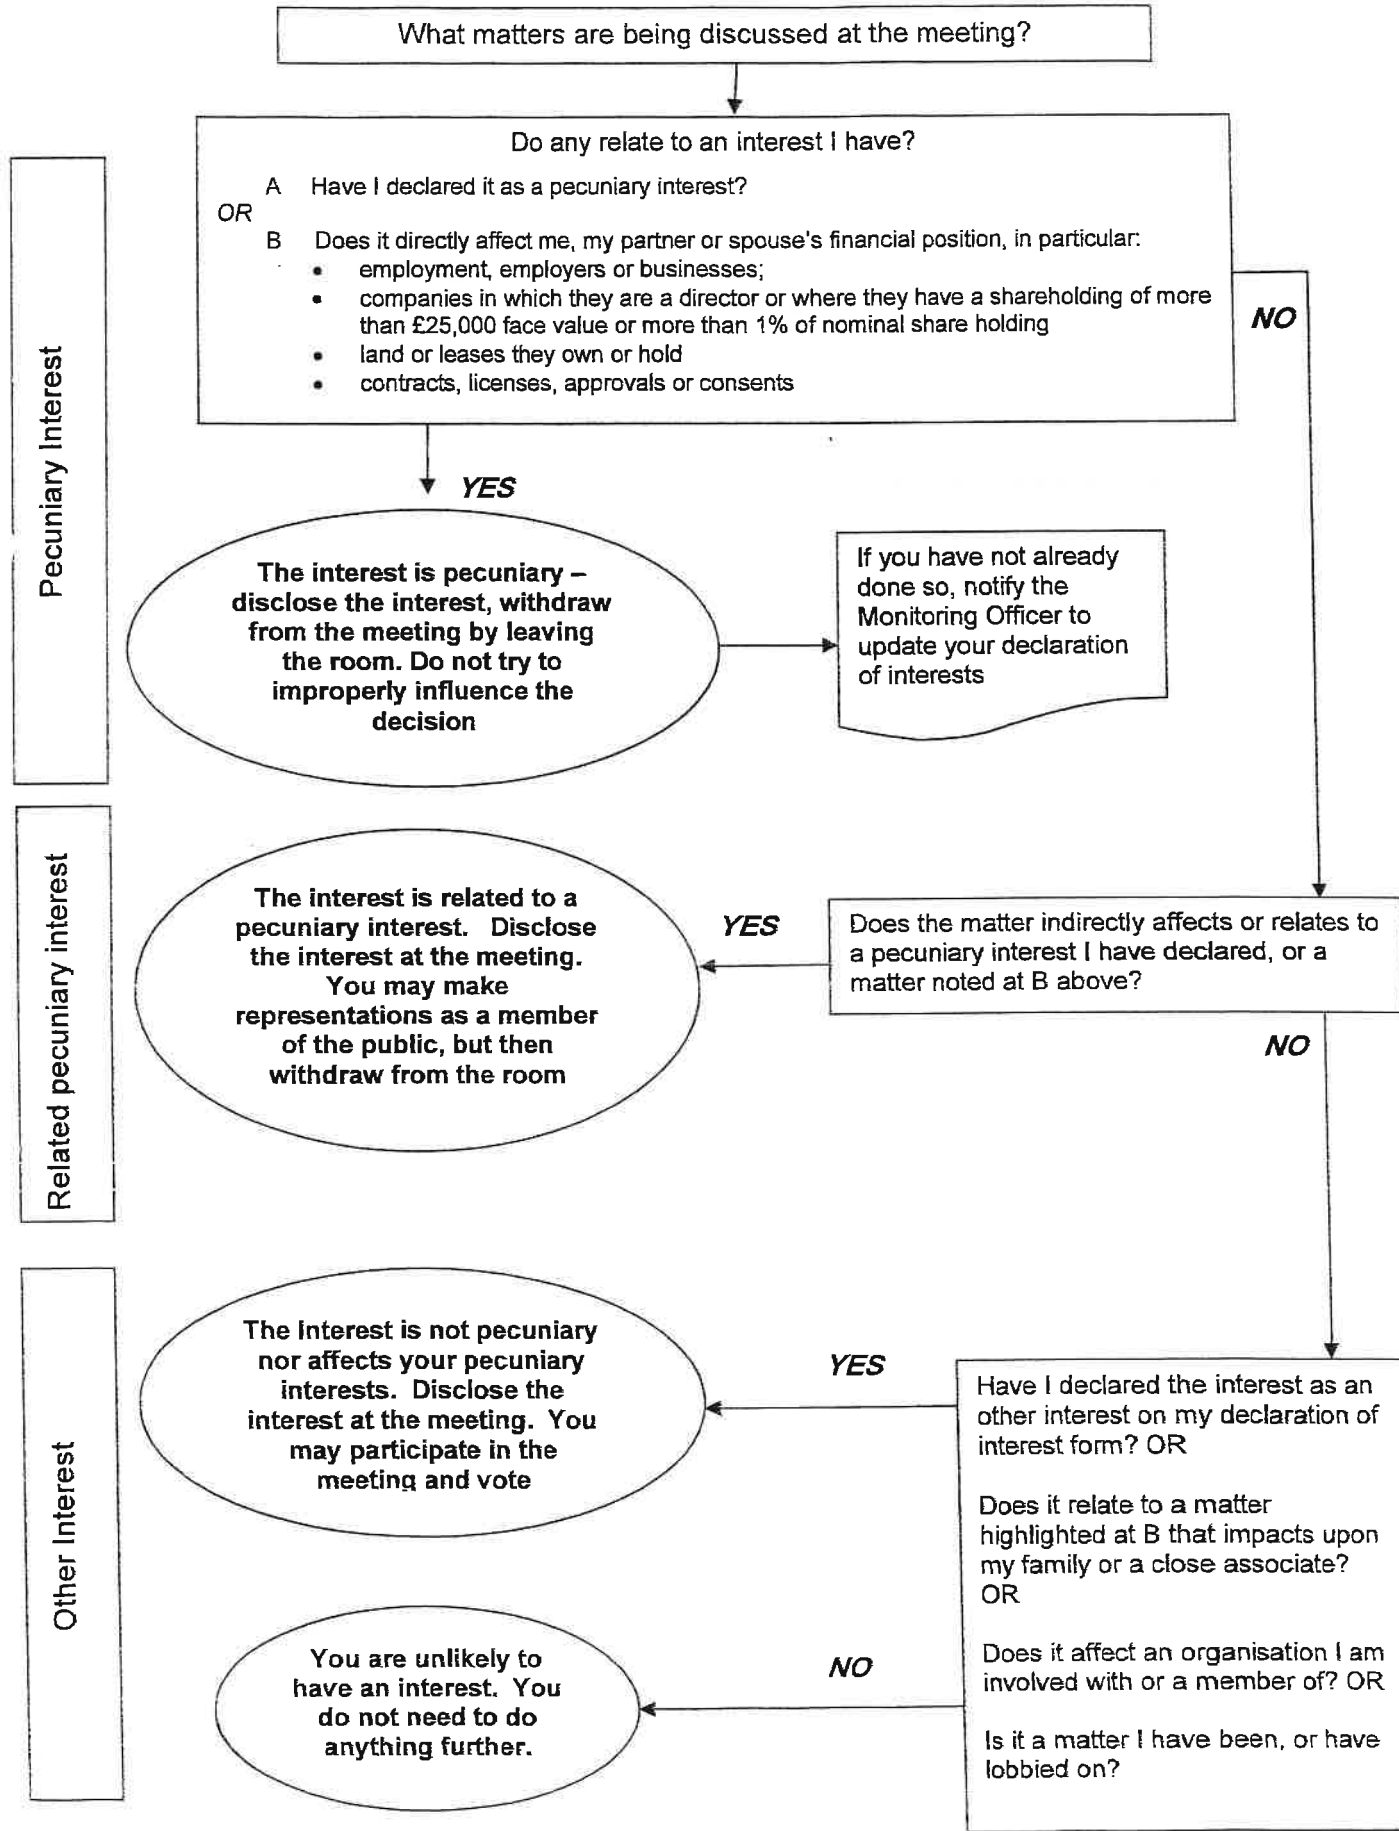 What matters are being discussed at the meeting?
Do any relate to an interest I have?
A Have I declared it as a pecuniary interest?
OR
B Does it directly affect me, my partner or spouse's financial position, in particular:
• employment, employers or businesses;
• companies in which they are a director or where they have a shareholding of more
than £25,000 face value or more than 1% of nominal share holding
• land or leases they own or hold
• contracts, licenses, approvals or consents
NO
Pecuniary Interest
YES
The interest is pecuniary –
disclose the interest, withdraw
from the meeting by leaving
the room. Do not try to
improperly influence the
decision
If you have not already
done so, notify the
Monitoring Officer to
update your declaration
of interests
Related pecuniary interest
The interest is related to a
pecuniary interest. Disclose
the interest at the meeting.
You may make
representations as a member
of the public, but then
withdraw from the room
YES
Does the matter indirectly affects or relates to
a pecuniary interest I have declared, or a
matter noted at B above?
NO
Other Interest
The Interest is not pecuniary
nor affects your pecuniary
interests. Disclose the
interest at the meeting. You
may participate in the
meeting and vote
YES
Have I declared the interest as an
other interest on my declaration of
interest form? OR
Does it relate to a matter
highlighted at B that impacts upon
my family or a close associate?
OR
Does it affect an organisation I am
involved with or a member of? OR
Is it a matter I have been, or have
lobbied on?
NO
You are unlikely to
have an interest. You
do not need to do
anything further.